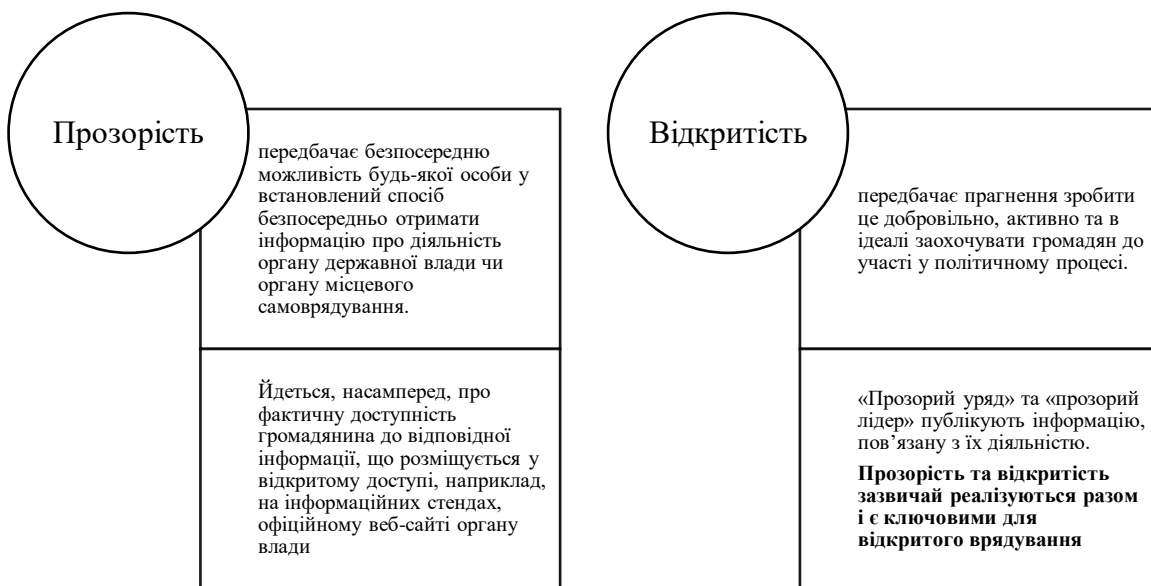 Прозорість
передбачає безпосередню
можливість будь-якої особи у
встановлений спосіб
безпосередньо отримати
інформацію про діяльність
органу державної влади чи
органу місцевого
самоврядування.
Йдеться, насамперед, про
фактичну доступність
громадянина до відповідної
інформації, що розміщується у
відкритому доступі, наприклад,
на інформаційних стендах,
офіційному веб-сайті органу
влади
Відкритість
передбачає прагнення зробити
це добровільно, активно та в
ідеалі заохочувати громадян до
участі у політичному процесі.
«Прозорий уряд» та «прозорий
лідер» публікують інформацію,
пов’язану з їх діяльністю.
Прозорість та відкритість
зазвичай реалізуються разом
і є ключовими для
відкритого врядування